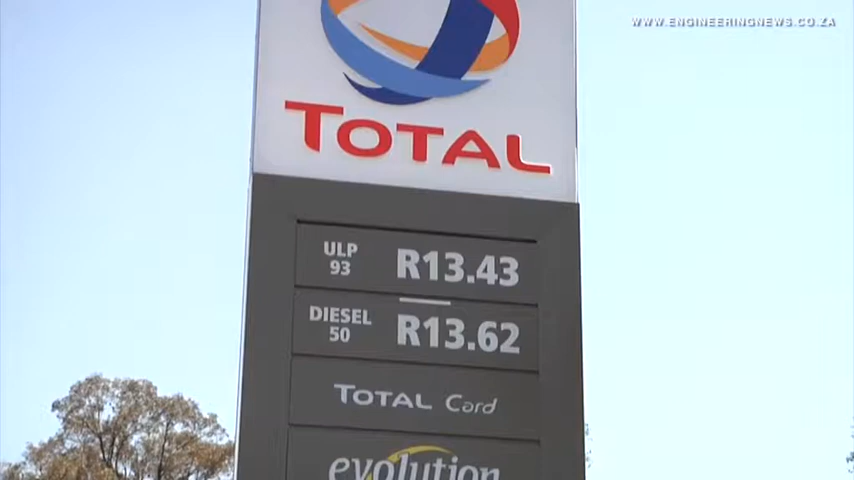 WWW.ENGINEERINGNEWS.CO.ZA
TOTAL
ULP
93
R13.43
DIESEL
50
R13.62
TOTAL Card
evolution